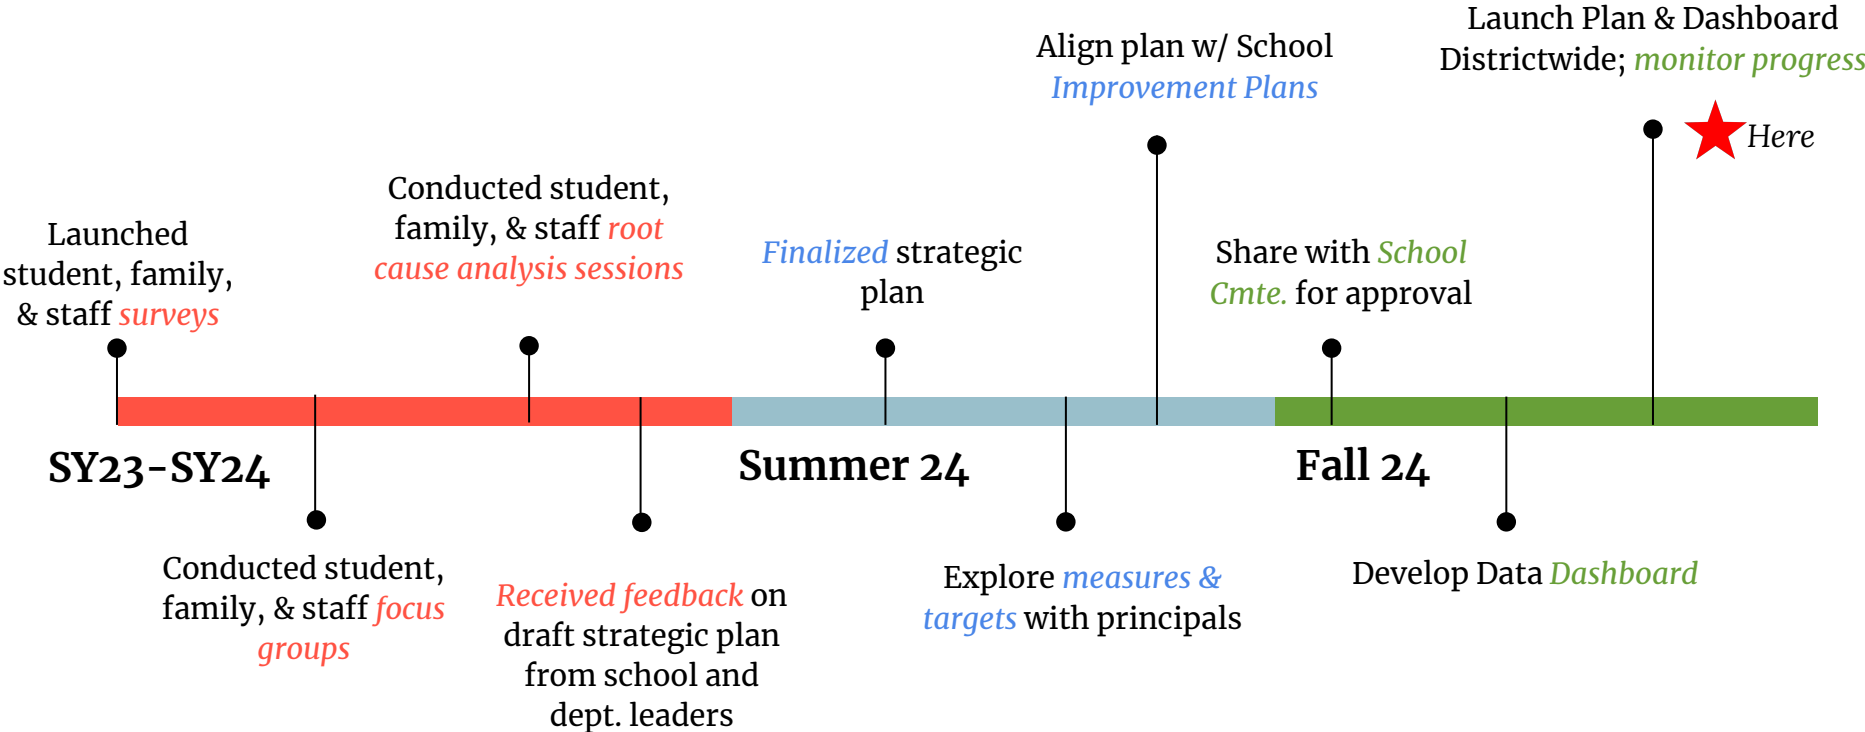 Launched
student, family,
& staff surveys
Conducted student,
family, & staff root
cause analysis sessions
Finalized strategic
plan
Align plan w/ School
Improvement Plans
Share with School
Cmte. for approval
Launch Plan & Dashboard
Districtwide; monitor progress
Here
SY23-SY24
Summer 24
Fall 24
Conducted student,
family, & staff focus
groups
Received feedback on
draft strategic plan
from school and
dept. leaders
Explore measures &
targets with principals
Develop Data Dashboard